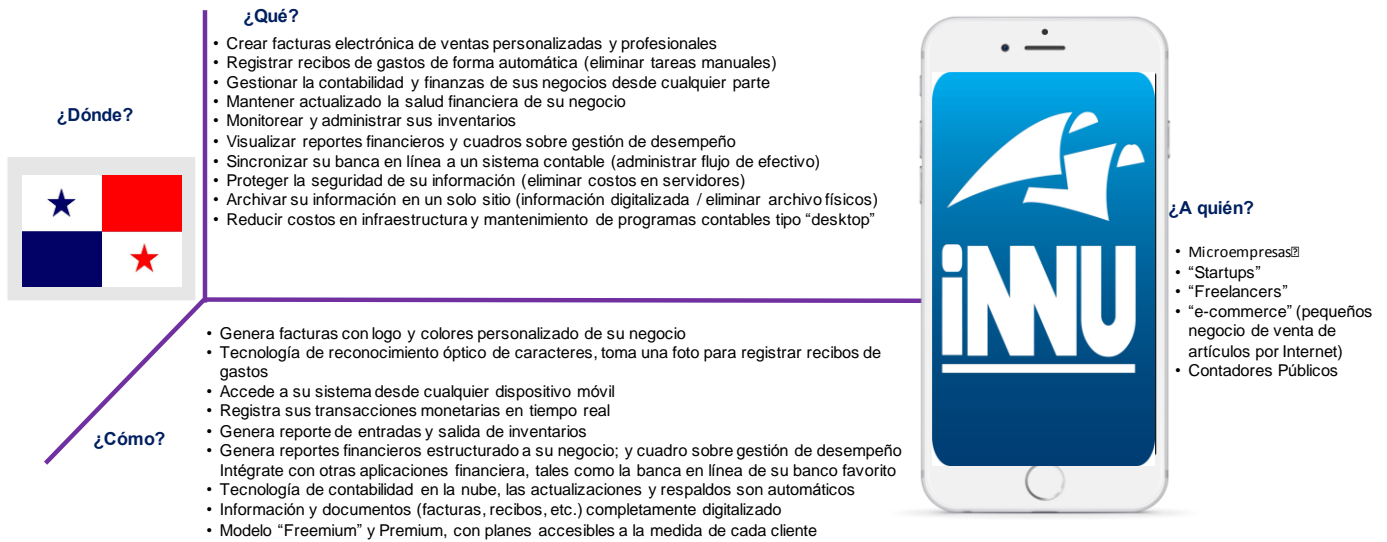 ¿Qué?
• Crear facturas electrónica de ventas personalizadas y profesionales
• Registrar recibos de gastos de forma automática (eliminar tareas manuales)
• Gestionar la contabilidad y finanzas de sus negocios desde cualquier parte
• Mantener actualizado la salud financiera de su negocio
• Monitorear y administrar sus inventarios
• Visualizar reportes financieros y cuadros sobre gestión de desempeño
• Sincronizar su banca en línea a un sistema contable (administrar flujo de efectivo)
• Proteger la seguridad de su información (eliminar costos en servidores)
• Archivar su información en un solo sitio (información digitalizada / eliminar archivo físicos)
• Reducir costos en infraestructura y mantenimiento de programas contables tipo “desktop”
¿Dónde?
¿Cómo?
• Genera facturas con logo y colores personalizado de su negocio
• Tecnología de reconocimiento óptico de caracteres, toma una foto para registrar recibos de
gastos
• Accede a su sistema desde cualquier dispositivo móvil
• Registra sus transacciones monetarias en tiempo real
• Genera reporte de entradas y salida de inventarios
• Genera reportes financieros estructurado a su negocio; y cuadro sobre gestión de desempeño
Intégrate con otras aplicaciones financiera, tales como la banca en línea de su banco favorito
• Tecnología de contabilidad en la nube, las actualizaciones y respaldos son automáticos
• Información y documentos (facturas, recibos, etc.) completamente digitalizado
• Modelo “Freemium” y Premium, con planes accesibles a la medida de cada cliente
iNNU
¿A quién?
• Microempresas
• “Startups”
• “Freelancers”
• “e-commerce” (pequeños
negocio de venta de
artículos por Internet)
• Contadores Públicos